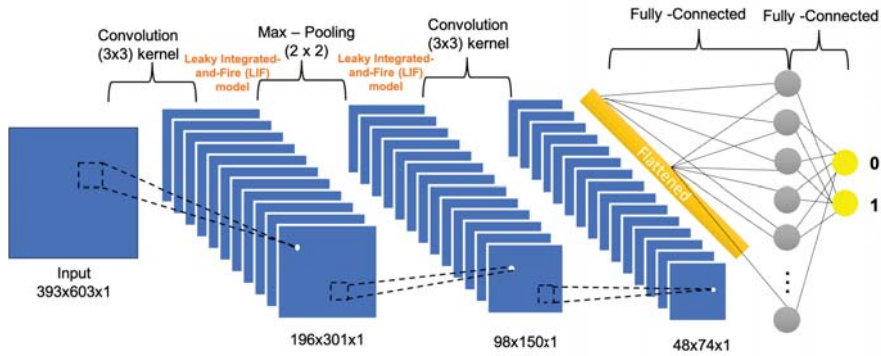 Convolution
(3x3) kernel
Leaky Integrated-
and-Fire (LIF)
model
Max – Pooling
(2 x 2)
Leaky Integrated-
and-Fire (LIF)
model
Convolution
(3x3) kernel
Fully -Connected
Fully -Connected
Flattened
0
1
Input
393x603x1
196x301x1
98x150x1
48x74x1